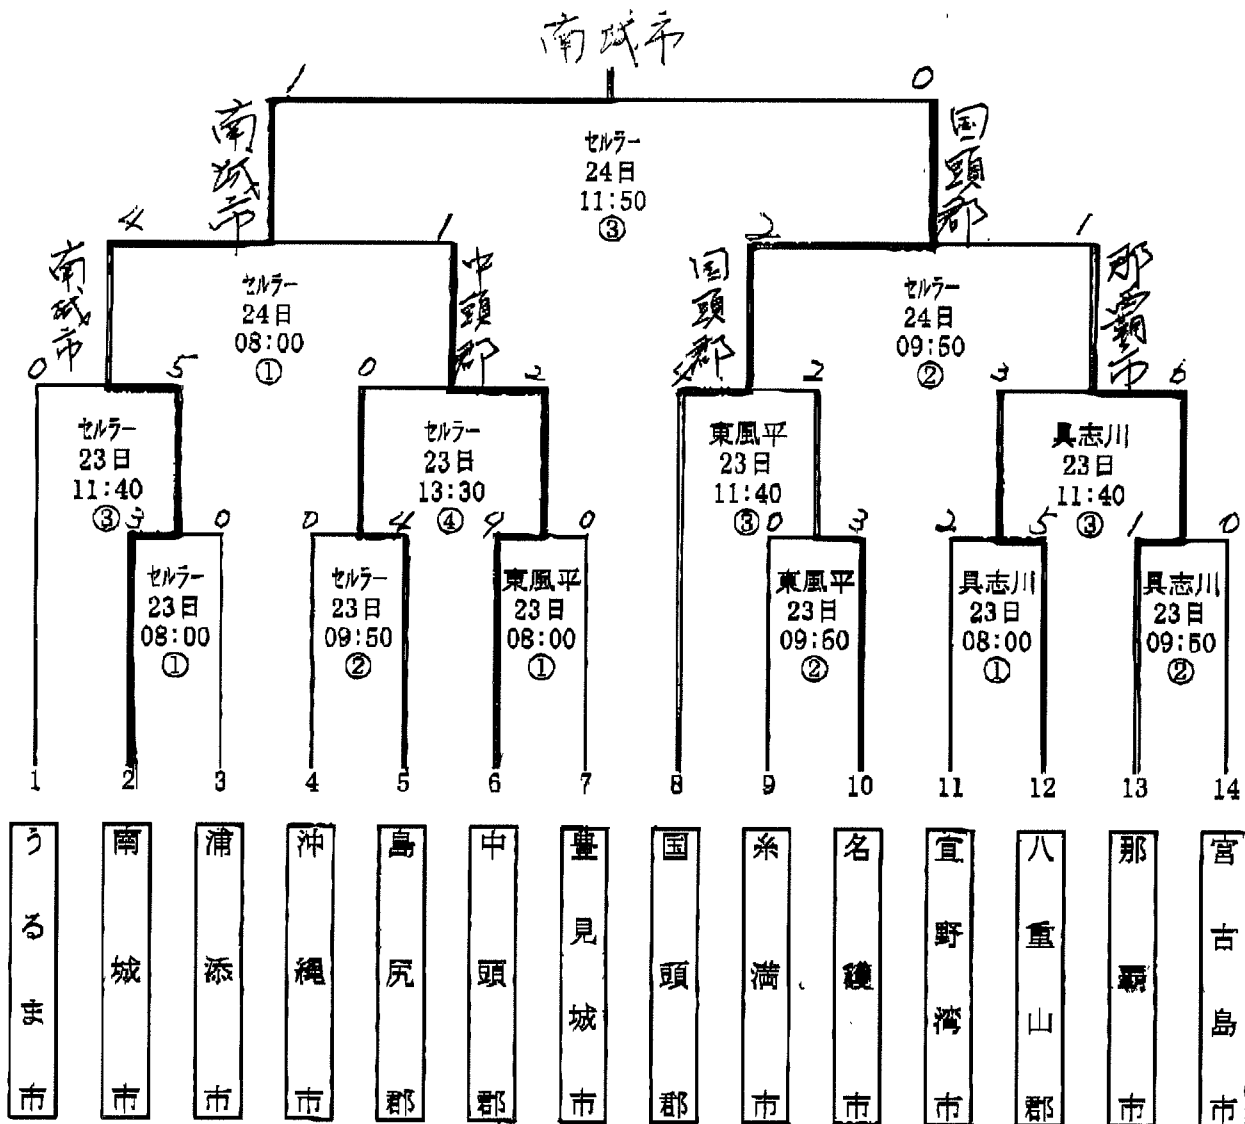 南城市
1
0
南城市
国頭郡
セルラー
24日
11:50
③
4
1
2
1
南城市
中頭郡
国頭郡
那覇市
セルラー
24日
08:00
①
セルラー
24日
09:50
②
0
5
0
2
2
3
6
セルラー
23日
11:40
③
セルラー
23日
13:30
④
東風平
23日
11:40
③
具志川
23日
11:40
③
3
0
0
4
4
0
0
3
2
5
1
0
セルラー
23日
08:00
①
セルラー
23日
09:50
②
東風平
23日
08:00
①
東風平
23日
09:50
②
具志川
23日
08:00
①
具志川
23日
09:50
②
1 2 3 4 5 6 7 8 9 10 11 12 13 14
うるま市
南城市
浦添市
沖縄市
島尻郡
中頭郡
豊見城市
国頭郡
糸満市
名護市
宜野湾市
八重山郡
那覇市
宮古島市